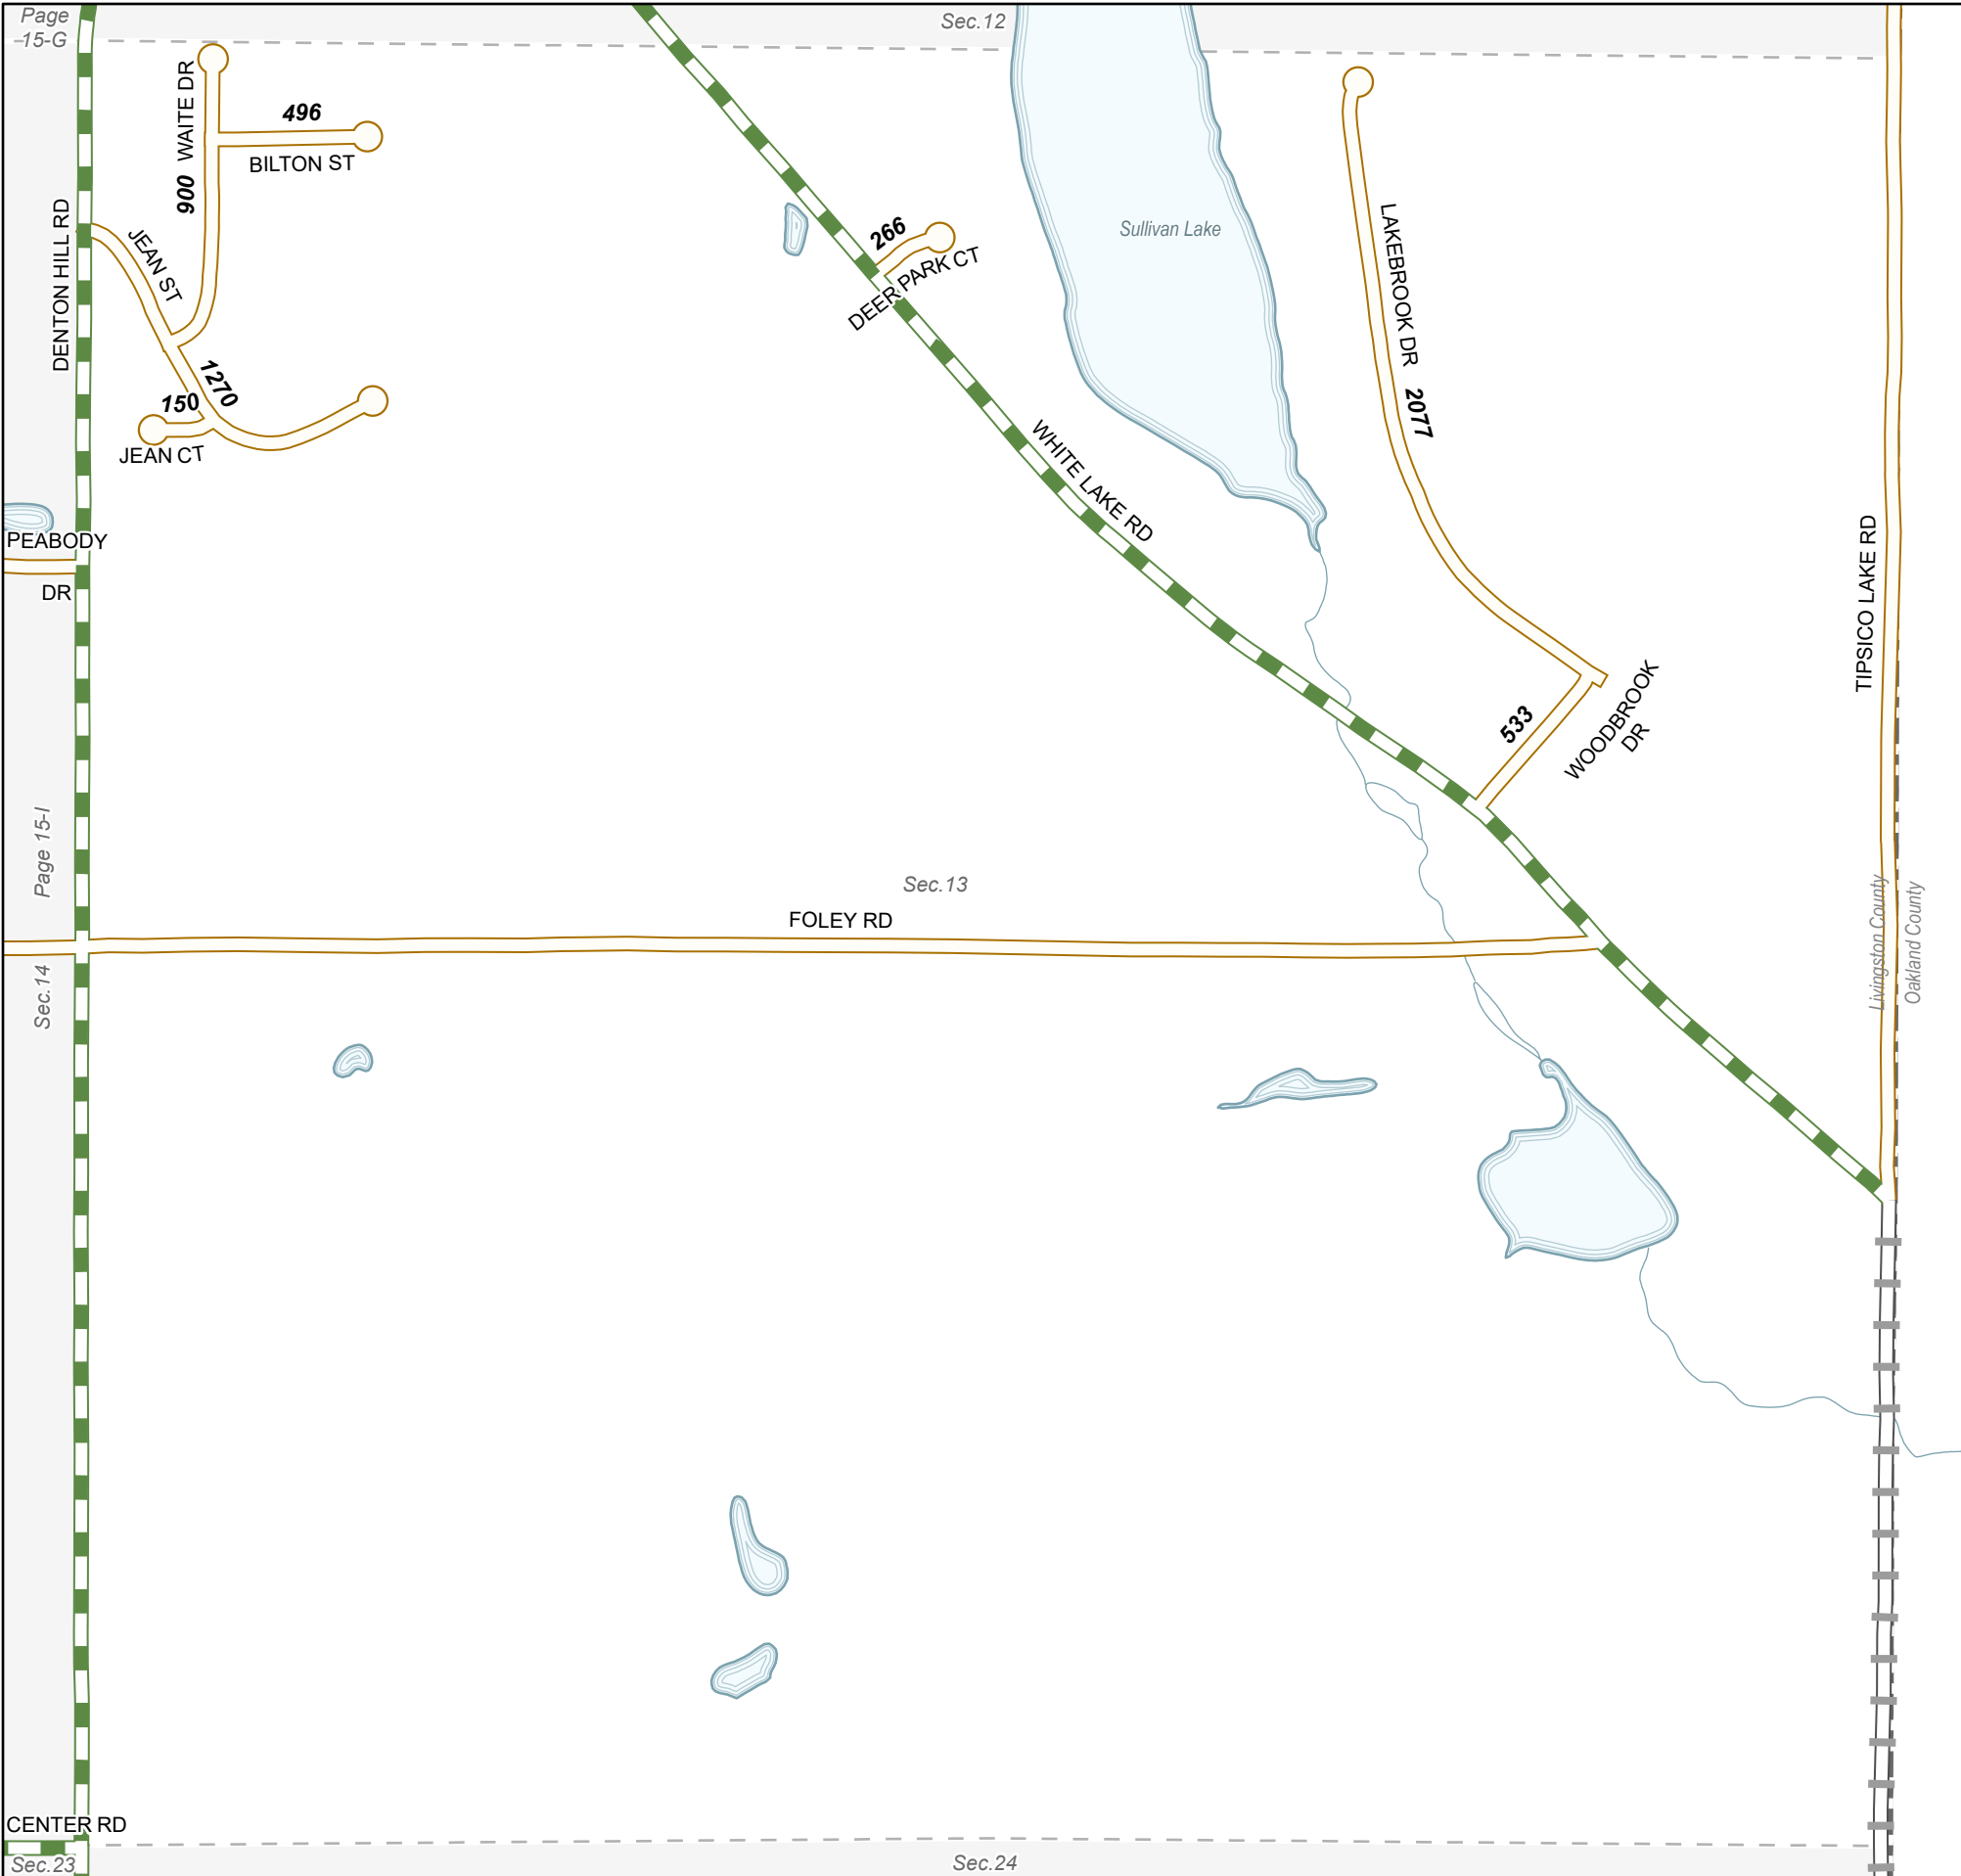 Page
15-G
Sec.12
WAITE DR
900
496
BILTON ST
DENTON HILL RD
JEAN ST
1270
150
JEAN CT
266
DEER PARK CT
Sullivan Lake
LAKEBROOK DR
2077
WHITE LAKE RD
PEABODY
DR
TIPSICO LAKE RD
533
WOODBROOK
DR
Page 15-I
Sec.13
FOLEY RD
Livingston County
Oakland County
Sec.14
CENTER RD
Sec.23
Sec.24